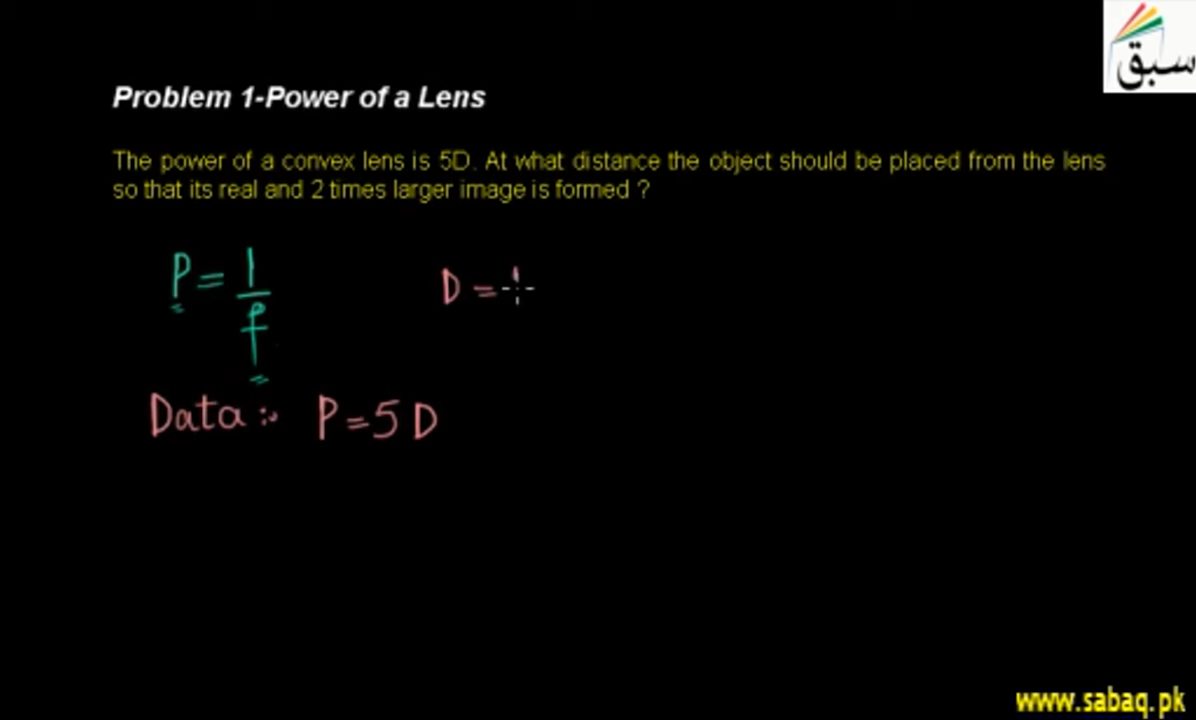 سبق
Problem 1-Power of a Lens
The power of a convex lens is 5D. At what distance the object should be placed from the lens
so that its real and 2 times larger image is formed ?
P = 1/f
D = 1
Data :. P = 5 D
www.sabaq.pk